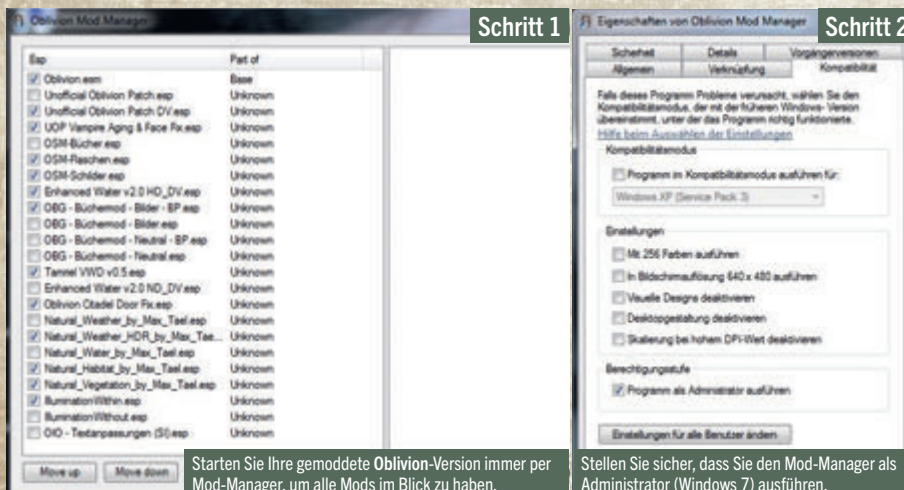 Oblivion Mod Manager
Schritt 1
Esp Part of
Oblivion.esm Base
Unofficial Oblivion Patch.esp Unknown
Unofficial Oblivion Patch DV.esp Unknown
UOP Vampire Aging & Face Fix.esp Unknown
OSM-Bücher.esp Unknown
OSM-Flaschen.esp Unknown
OSM-Schilder.esp Unknown
Enhanced Water v2.0 HD_DV.esp Unknown
OBG - Büchermod - Bilder - BP.esp Unknown
OBG - Büchermod - Bilder.esp Unknown
OBG - Büchermod - Neutral - BP.esp Unknown
OBG - Büchermod - Neutral.esp Unknown
Tamriel VWD v0.5.esp Unknown
Enhanced Water v2.0 ND_DV.esp Unknown
Oblivion Citadel Door Fix.esp Unknown
Natural_Weather_by_Max_Tael.esp Unknown
Natural_Weather_HDR_by_Max_Tae... Unknown
Natural_Water_by_Max_Tael.esp Unknown
Natural_Habitat_by_Max_Tael.esp Unknown
Natural_Vegetation_by_Max_Tael.esp Unknown
IlluminationWithin.esp Unknown
IlluminationWithout.esp Unknown
OIO - Textanpassungen (SI).esp Unknown
Move up Move down
Starten Sie Ihre gemoddete Oblivion-Version immer per
Mod-Manager, um alle Mods im Blick zu haben.
Eigenschaften von Oblivion Mod Manager
Schritt 2
Sicherheit Details Vorgängerversionen
Allgemein Verknüpfung Kompatibilität
Falls dieses Programm Probleme verursacht, wählen Sie den
Kompatibilitätsmodus, der mit der früheren Windows- Version
übereinstimmt, unter der das Programm richtig funktionierte.
Hilfe beim Auswählen der Einstellungen
Kompatibilitätsmodus
Programm im Kompatibilitätsmodus ausführen für:
Windows XP (Service Pack 3)
Einstellungen
Mit 256 Farben ausführen
In Bildschirmauflösung 640 x 480 ausführen
Visuelle Designs deaktivieren
Desktopgestaltung deaktivieren
Skalierung bei hohem DPI-Wert deaktivieren
Berechtigungsstufe
Programm als Administrator ausführen
Einstellungen für alle Benutzer ändern
Stellen Sie sicher, dass Sie den Mod-Manager als
Administrator (Windows 7) ausführen.